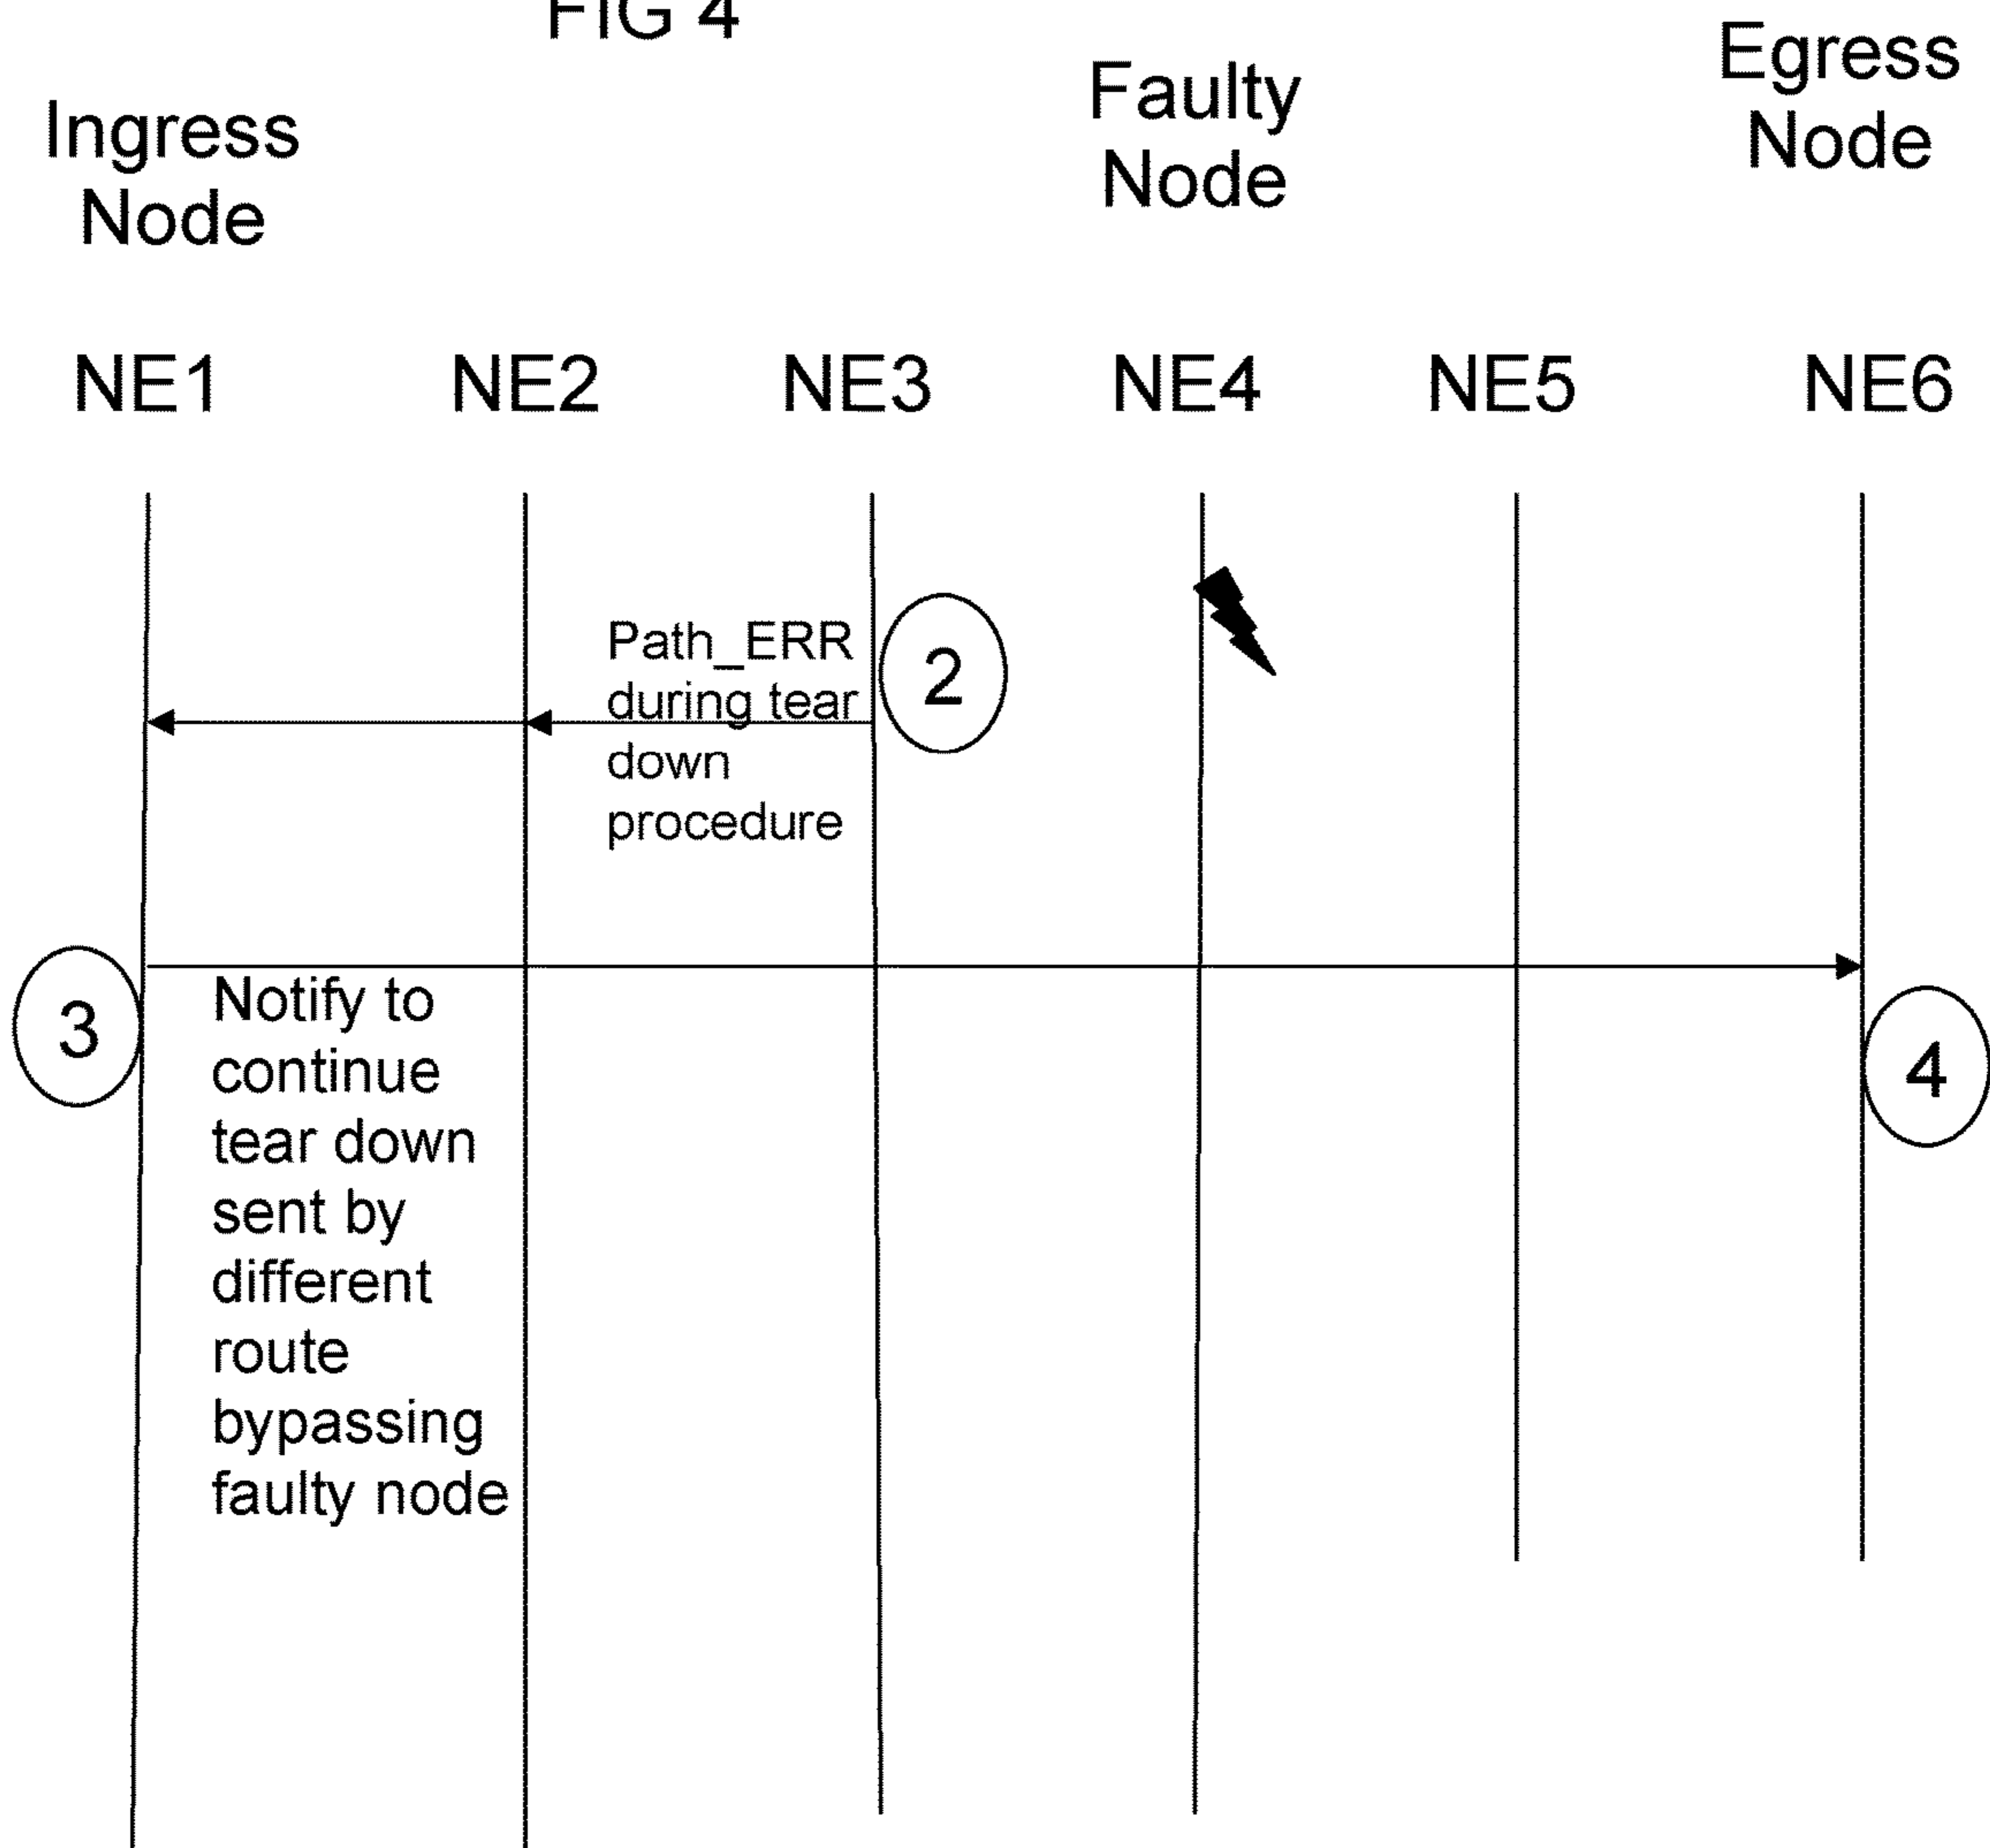 FIG 4
Egress
Node
Faulty
Node
Ingress
Node
NE1 NE2 NE3 NE4 NE5 NE6
Path_ERR
during tear
down
procedure
2
3
Notify to
continue
tear down
sent by
different
route
bypassing
faulty node
4